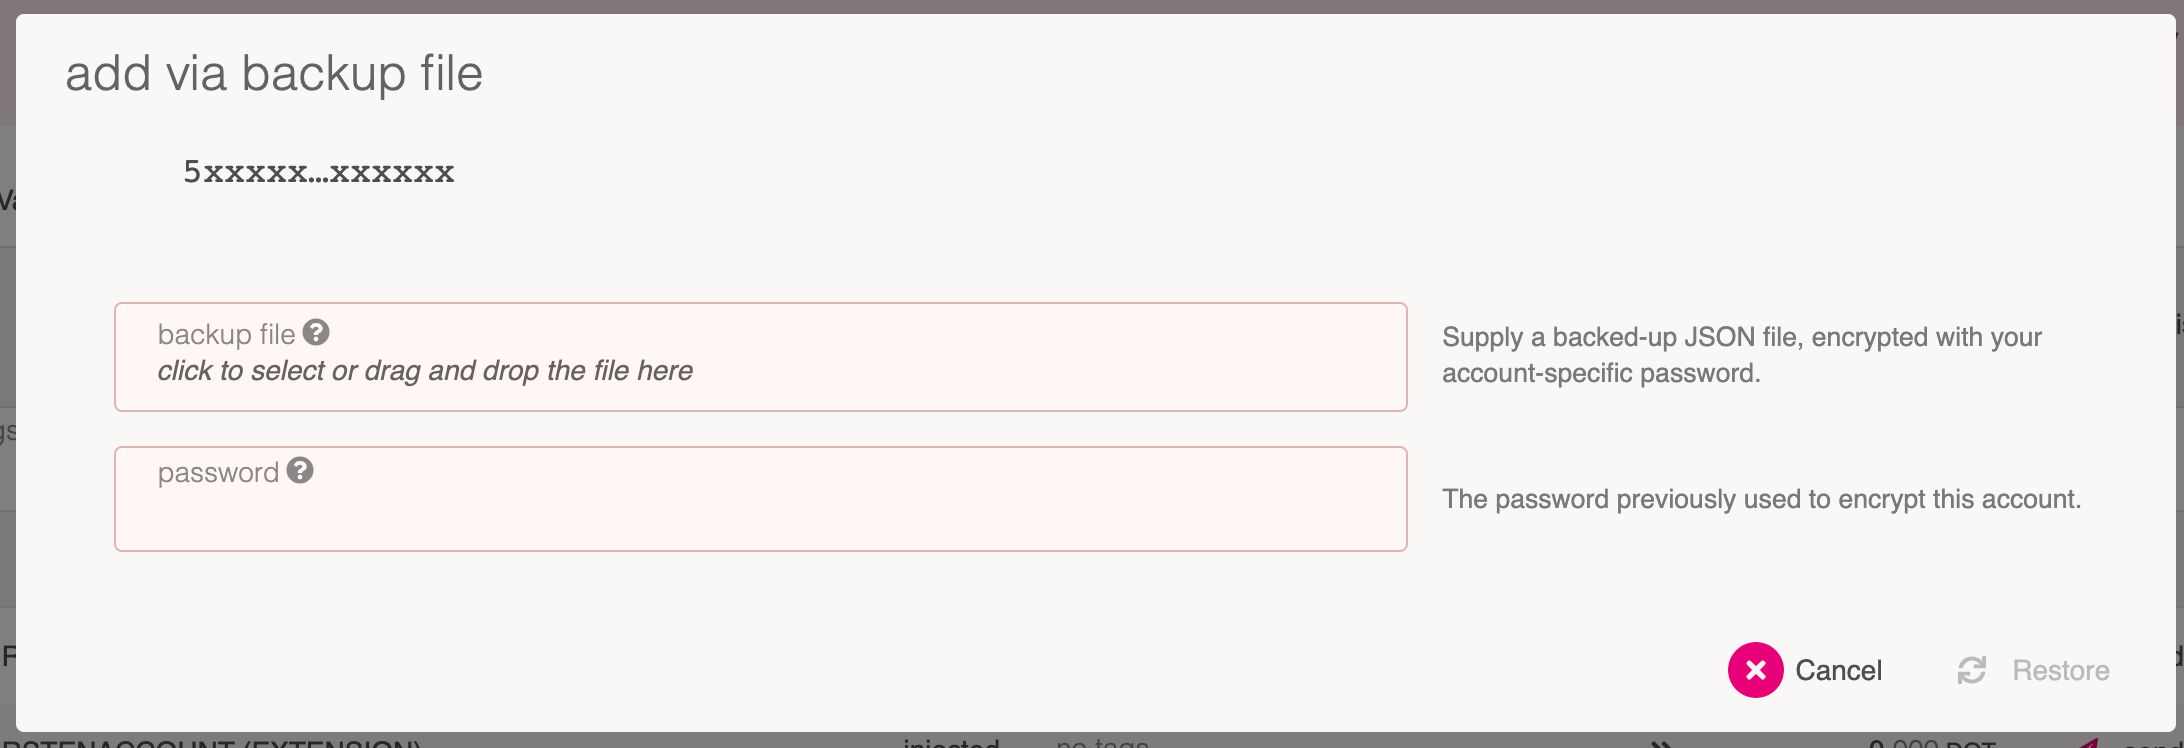 add via backup file
5xxxxx…xxxxxx
backup file
click to select or drag and drop the file here
Supply a backed-up JSON file, encrypted with your
account-specific password.
password
The password previously used to encrypt this account.
Cancel
Restore